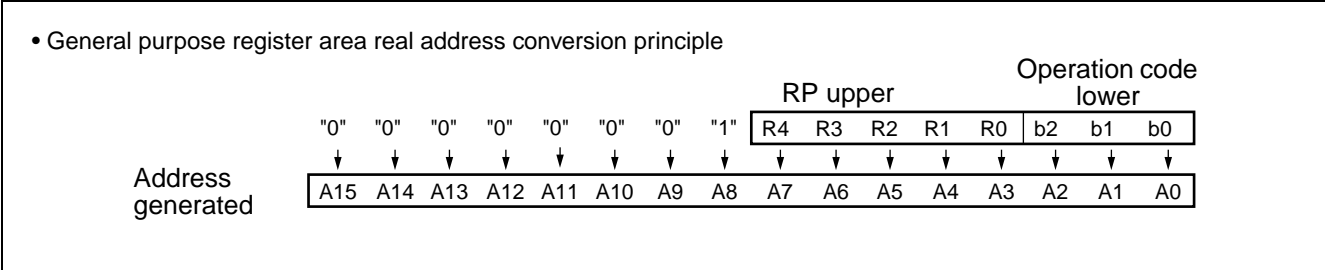 • General purpose register area real address conversion principle
Operation code
RP upper lower
"0" "0" "0" "0" "0" "0" "0" "1" R4 R3 R2 R1 R0 b2 b1 b0
Address
generated
A15 A14 A13 A12 A11 A10 A9 A8 A7 A6 A5 A4 A3 A2 A1 A0